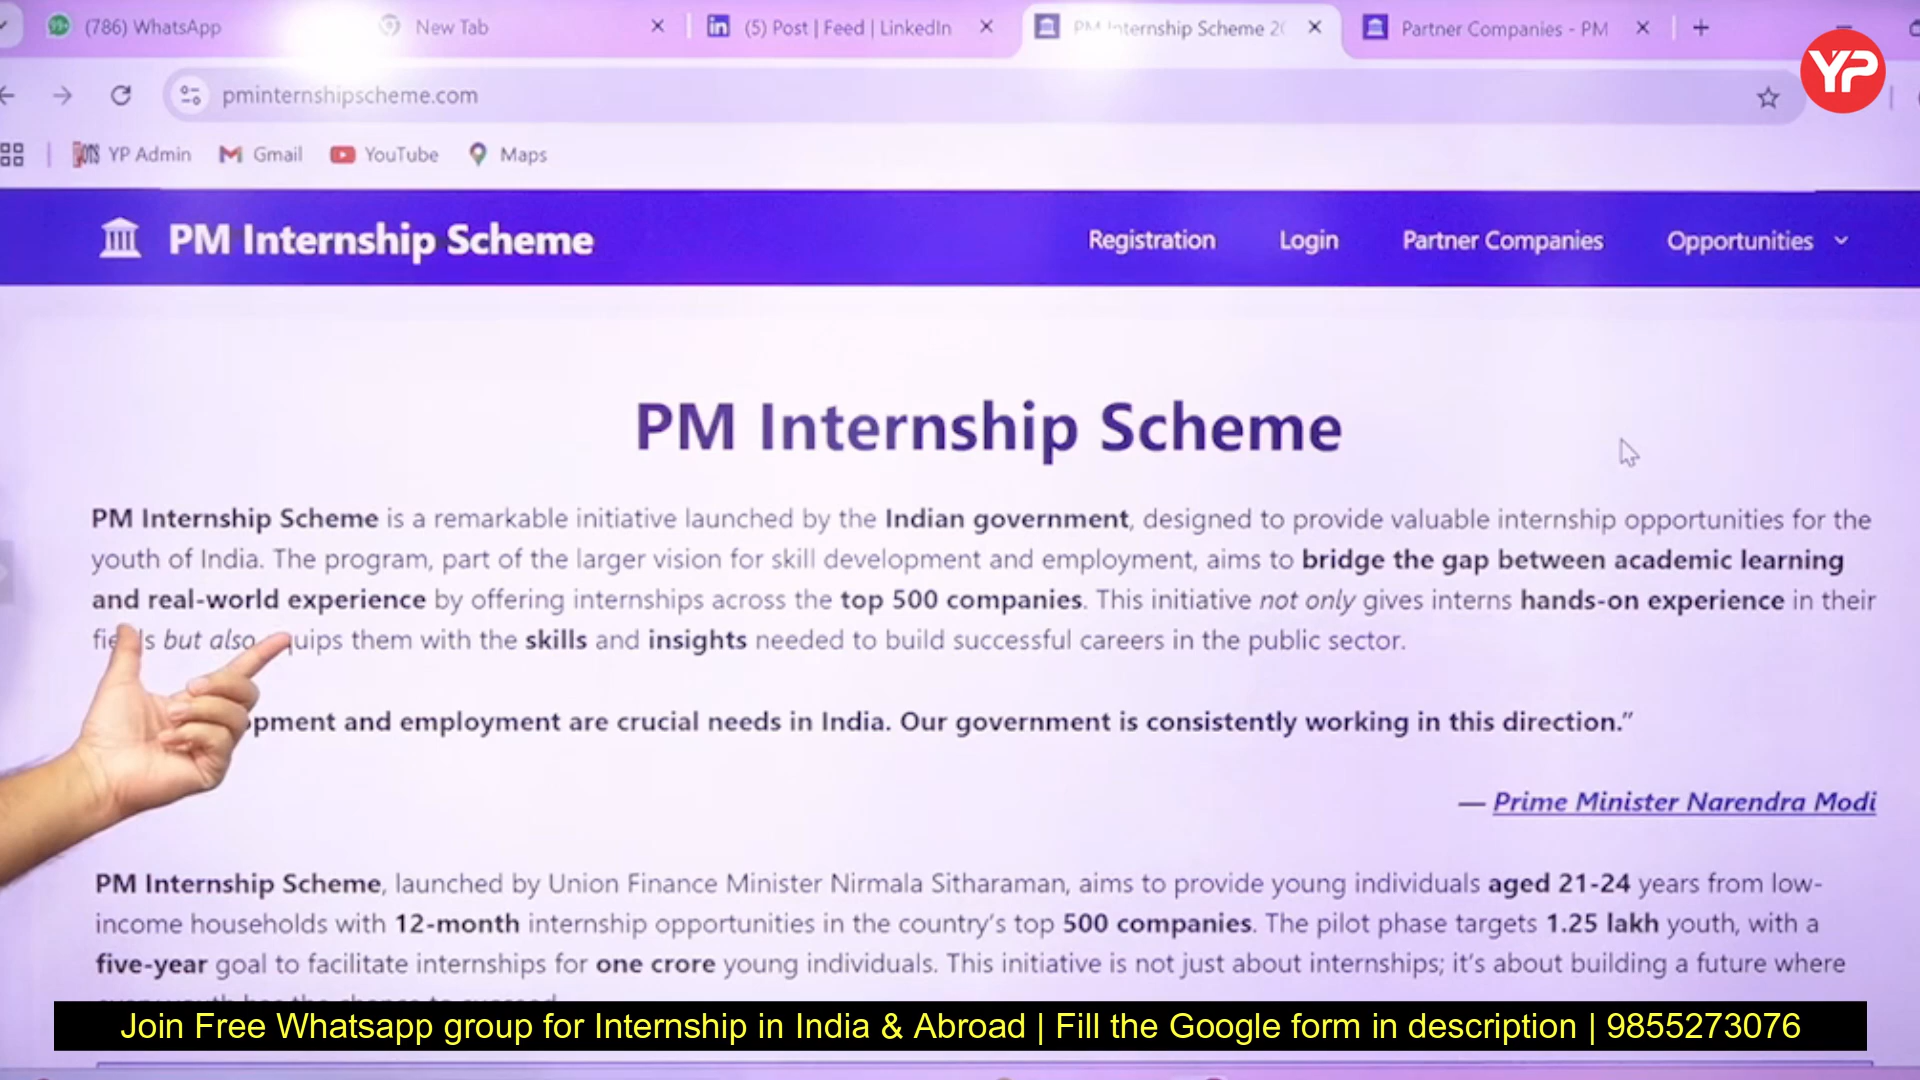 (786) WhatsApp
New Tab
(5) Post | Feed | LinkedIn
PM Internship Scheme 20
Partner Companies - PM
YP
pminternshipscheme.com
YP Admin
Gmail
YouTube
Maps
PM Internship Scheme
Registration
Login
Partner Companies
Opportunities
PM Internship Scheme
PM Internship Scheme is a remarkable initiative launched by the Indian government, designed to provide valuable internship opportunities for the
youth of India. The program, part of the larger vision for skill development and employment, aims to bridge the gap between academic learning
and real-world experience by offering internships across the top 500 companies. This initiative not only gives interns hands-on experience in their
but also them with the skills and insights needed to build successful careers in the public sector.
and employment are crucial needs in India. Our government is consistently working in this direction.”
— Prime Minister Narendra Modi
PM Internship Scheme, launched by Union Finance Minister Nirmala Sitharaman, aims to provide young individuals aged 21-24 years from low-
income households with 12-month internship opportunities in the country’s top 500 companies. The pilot phase targets 1.25 lakh youth, with a
five-year goal to facilitate internships for one crore young individuals. This initiative is not just about internships; it’s about building a future where
Join Free Whatsapp group for Internship in India & Abroad | Fill the Google form in description | 9855273076